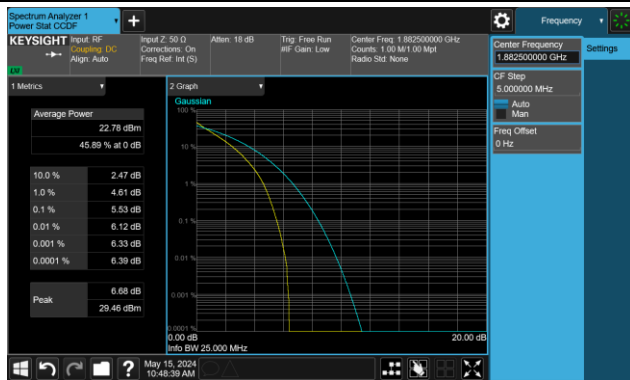 Spectrum Analyzer 1
Power Stat CCDF
Frequency
KEYSIGHT
Input: RF
Coupling: DC
Align: Auto
Input Z: 50 Ω
Corrections: On
Freq Ref: Int (S)
Atten: 18 dB
Trig: Free Run
#IF Gain: Low
Center Freq: 1.882500000 GHz
Counts: 1.00 M/1.00 Mpt
Radio Std: None
Center Frequency
1.882500000 GHz
Settings
CF Step
5.000000 MHz
Auto
Man
Freq Offset
0 Hz
1 Metrics
2 Graph
Gaussian
Average Power
22.78 dBm
45.89 % at 0 dB
10.0 % 2.47 dB
1.0 % 4.61 dB
0.1 % 5.53 dB
0.01 % 6.12 dB
0.001 % 6.33 dB
0.0001 % 6.39 dB
Peak
6.68 dB
29.46 dBm
100 %
10 %
1 %
0.1 %
0.01 %
0.001 %
0.0001 %
0.00 dB
20.00 dB
Info BW 25.000 MHz
?
May 15, 2024
10:48:39 AM